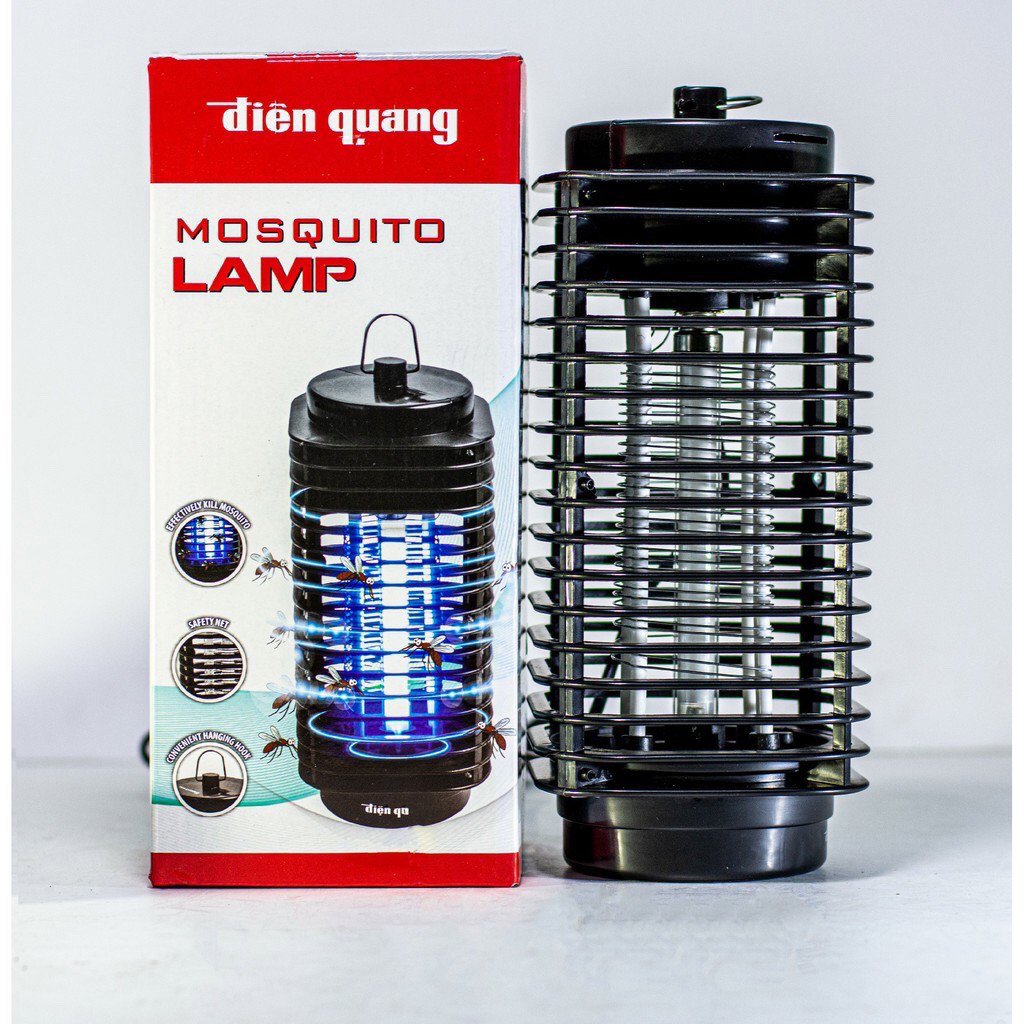 điện quang
MOSQUITO
LAMP
EFFECTIVELY KILL MOSQUITO
SAFETY NET
CONVENIENT HANGING HOOK
điện qu